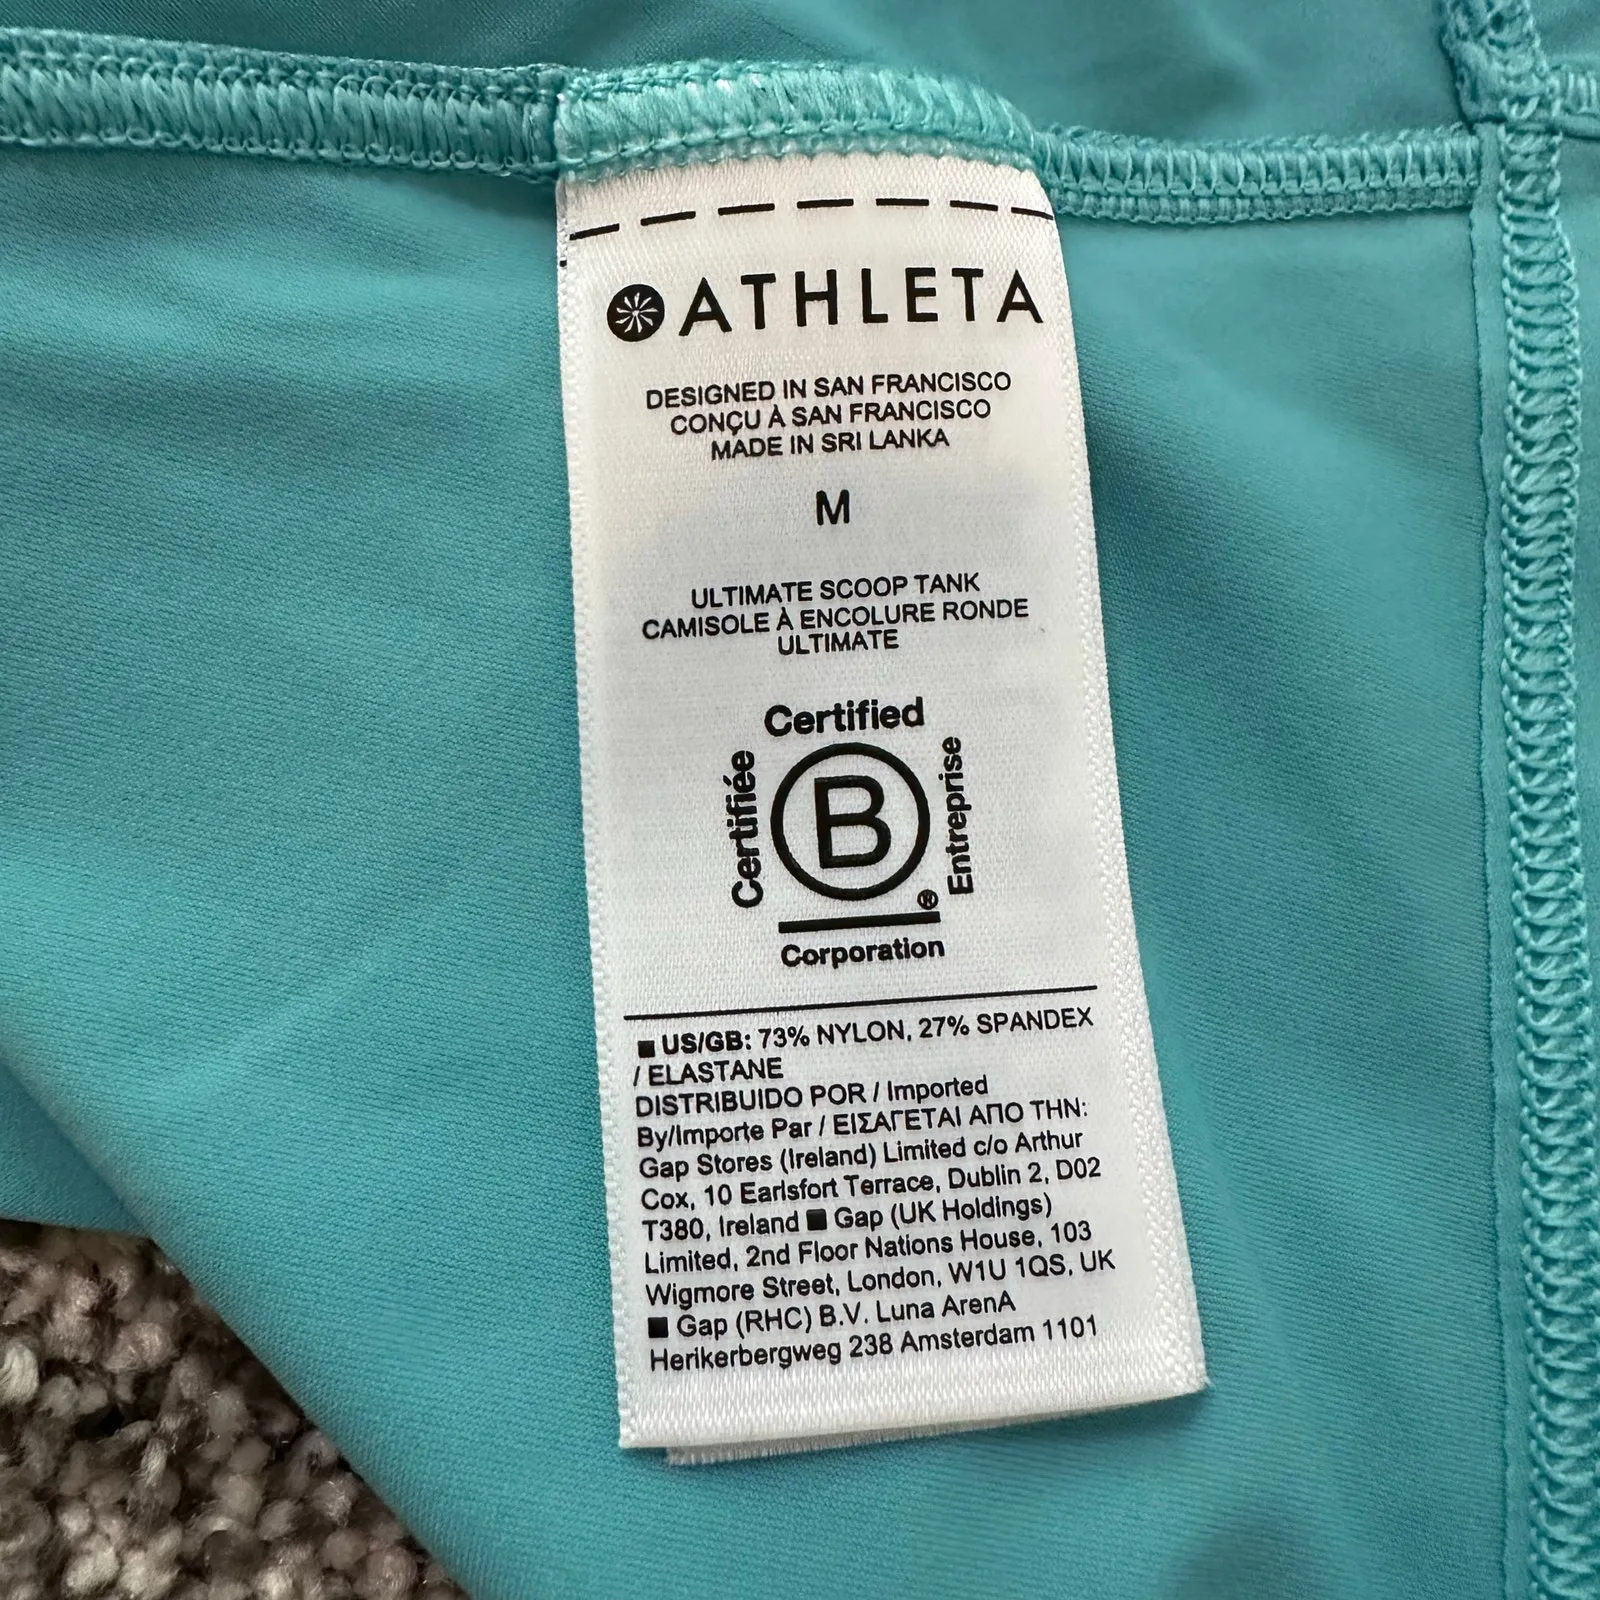 ATHLETA
DESIGNED IN SAN FRANCISCO
CONÇU À SAN FRANCISCO
MADE IN SRI LANKA
M
ULTIMATE SCOOP TANK
CAMISOLE À ENCOLURE RONDE
ULTIMATE
Certified
Certifiée
B
Entreprise
®
Corporation
■ US/GB: 73% NYLON, 27% SPANDEX
/ ELASTANE
DISTRIBUIDO POR / Imported
By/Importe Par / ΕΙΣΑΓΕΤΑΙ ΑΠΟ ΤΗΝ:
Gap Stores (Ireland) Limited c/o Arthur
Cox, 10 Earlsfort Terrace, Dublin 2, D02
T380, Ireland ■ Gap (UK Holdings)
Limited, 2nd Floor Nations House, 103
Wigmore Street, London, W1U 1QS, UK
■ Gap (RHC) B.V. Luna ArenA
Herikerbergweg 238 Amsterdam 1101